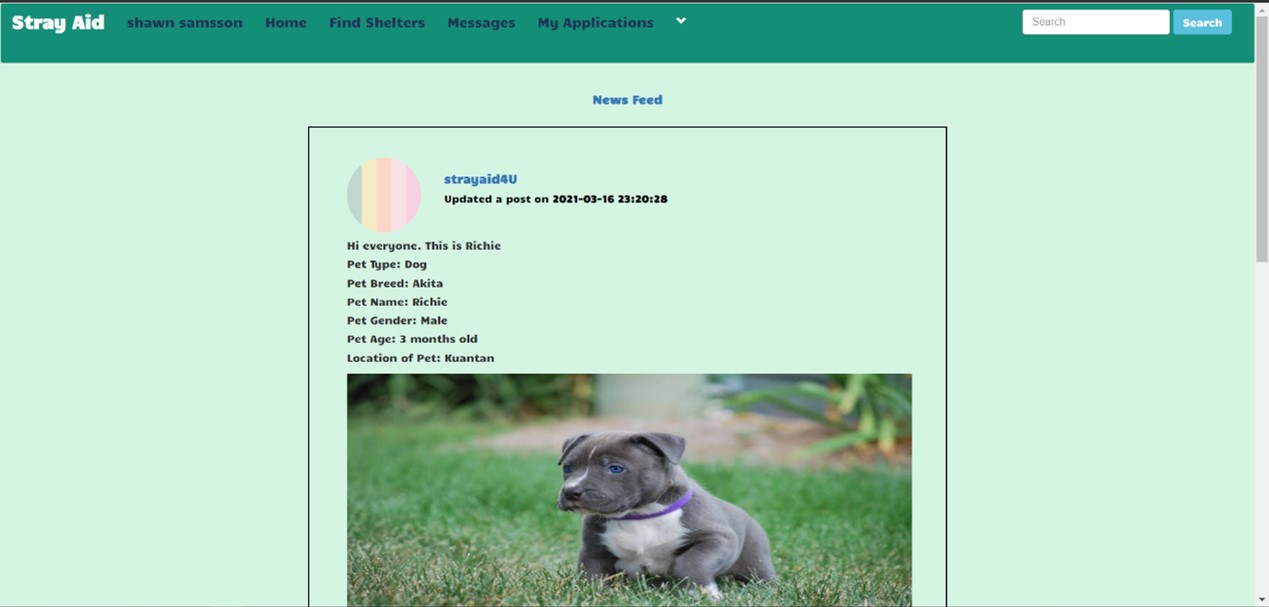 Stray Aid shawn samsson Home Find Shelters Messages My Applications Search Search
News Feed
strayaid4U
Updated a post on 2021-03-16 23:20:28
Hi everyone. This is Richie
Pet Type: Dog
Pet Breed: Akita
Pet Name: Richie
Pet Gender: Male
Pet Age: 3 months old
Location of Pet: Kuantan